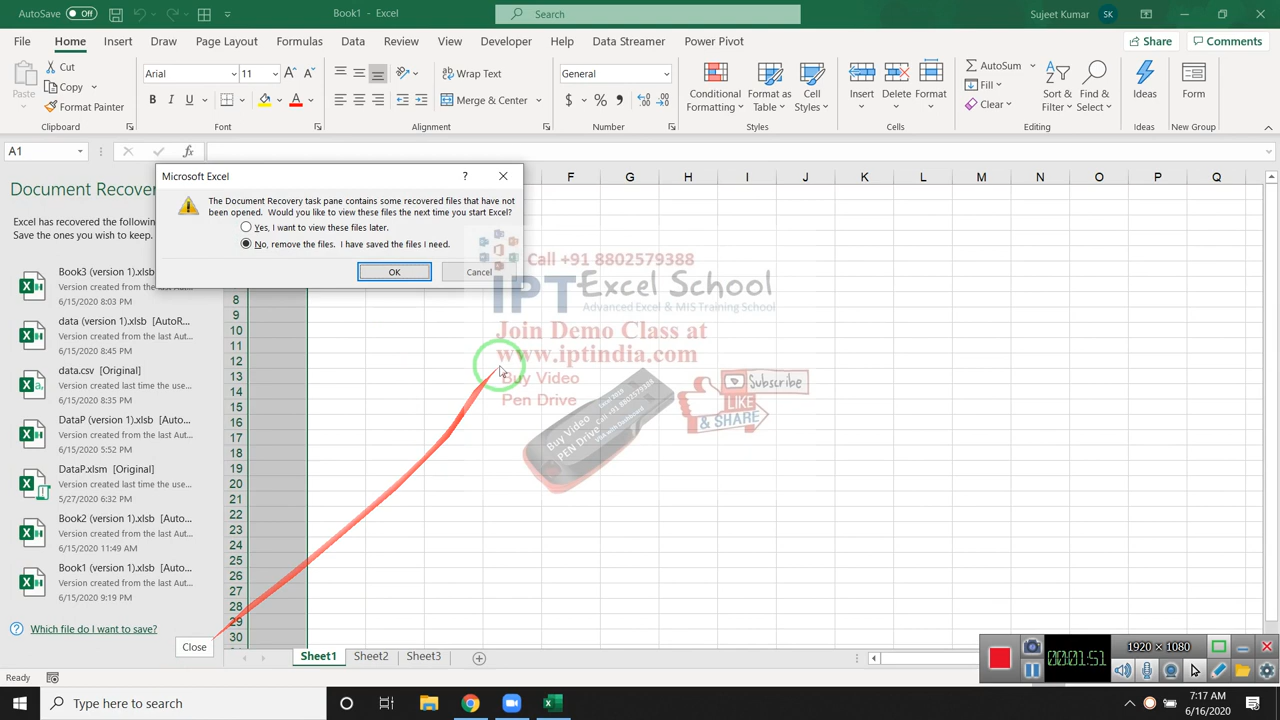 AutoSave Off
Book1 - Excel
Search
Sujeet Kumar SK
File Home Insert Draw Page Layout Formulas Data Review View Developer Help Data Streamer Power Pivot
Share Comments
Paste
Cut
Copy
Format Painter
Clipboard
Arial 11
B I U
Font
Wrap Text
Merge & Center
Alignment
General
$ % ,
Number
Conditional Formatting
Format as Table
Cell Styles
Styles
Insert Delete Format
Cells
AutoSum
Fill
Clear
Sort & Filter
Find & Select
Editing
Ideas
Ideas
Form
New Group
A1
fx
Document Recovery
Excel has recovered the following
Save the ones you wish to keep.
Book3 (version 1).xlsb
Version created from the last Aut...
6/15/2020 8:03 PM
data (version 1).xlsb [AutoR...
Version created from the last Aut...
6/15/2020 8:45 PM
data.csv [Original]
Version created last time the use...
6/15/2020 8:35 PM
DataP (version 1).xlsb [Auto...
Version created from the last Aut...
6/15/2020 5:52 PM
DataP.xlsm [Original]
Version created last time the use...
5/27/2020 6:32 PM
Book2 (version 1).xlsb [Auto...
Version created from the last Aut...
6/15/2020 11:49 AM
Book1 (version 1).xlsb [Auto...
Version created from the last Aut...
6/15/2020 9:19 PM
Which file do I want to save?
Close
Microsoft Excel
?
The Document Recovery task pane contains some recovered files that have not
been opened. Would you like to view these files the next time you start Excel?
Yes, I want to view these files later.
No, remove the files. I have saved the files I need.
OK Cancel
F G H I J K L M N O P Q
8
9
10
11
12
13
14
15
16
17
18
19
20
21
22
23
24
25
26
27
28
29
30
Call +91 8802579388
IPT Excel School
Advanced Excel & MIS Training School
Join Demo Class at
www.iptindia.com
Buy Video
Pen Drive
Buy Video
PEN Drive
Call +91 8802579388
Subscribe
LIKE
& SHARE
Sheet1 Sheet2 Sheet3
Ready
1920 × 1080
00:01:51
Type here to search
7:17 AM
6/16/2020